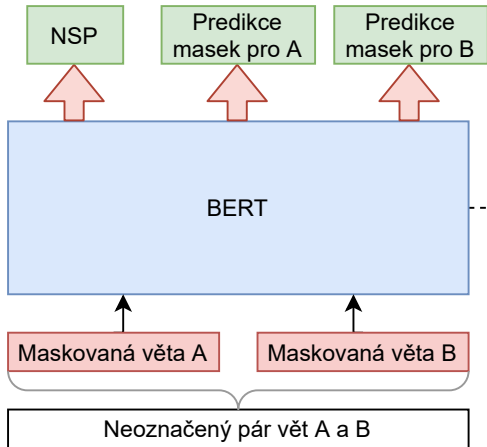 NSP
Predikce
masek pro A
Predikce
masek pro B
BERT
Maskovaná věta A
Maskovaná věta B
Neoznačený pár vět A a B